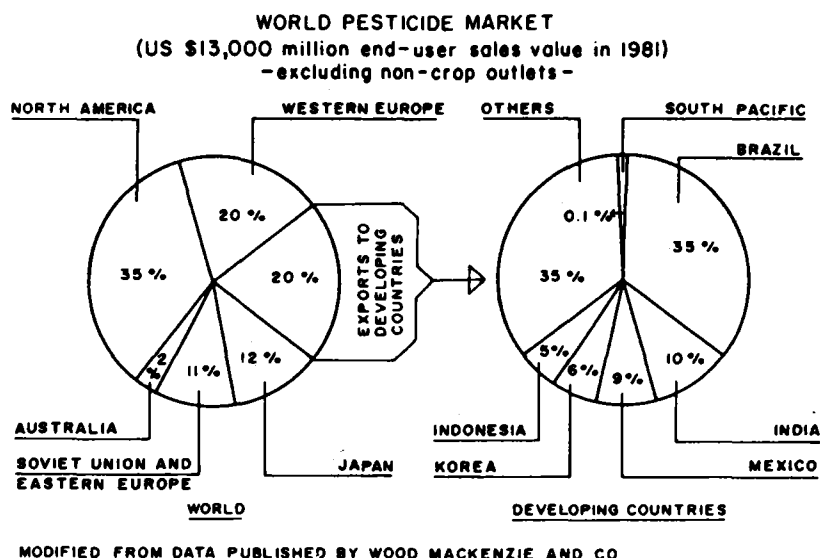 WORLD PESTICIDE MARKET
(US $13,000 million end-user sales value in 1981)
-excluding non-crop outlets-
NORTH AMERICA
WESTERN EUROPE
OTHERS
SOUTH PACIFIC
BRAZIL
20 %
35 %
20 %
2
%
11 %
12 %
EXPORTS TO
DEVELOPING
COUNTRIES
0.1 %
35 %
35 %
5%
6%
9%
10 %
AUSTRALIA
SOVIET UNION AND
EASTERN EUROPE
JAPAN
WORLD
INDONESIA
KOREA
INDIA
MEXICO
DEVELOPING COUNTRIES
MODIFIED FROM DATA PUBLISHED BY WOOD MACKENZIE AND CO